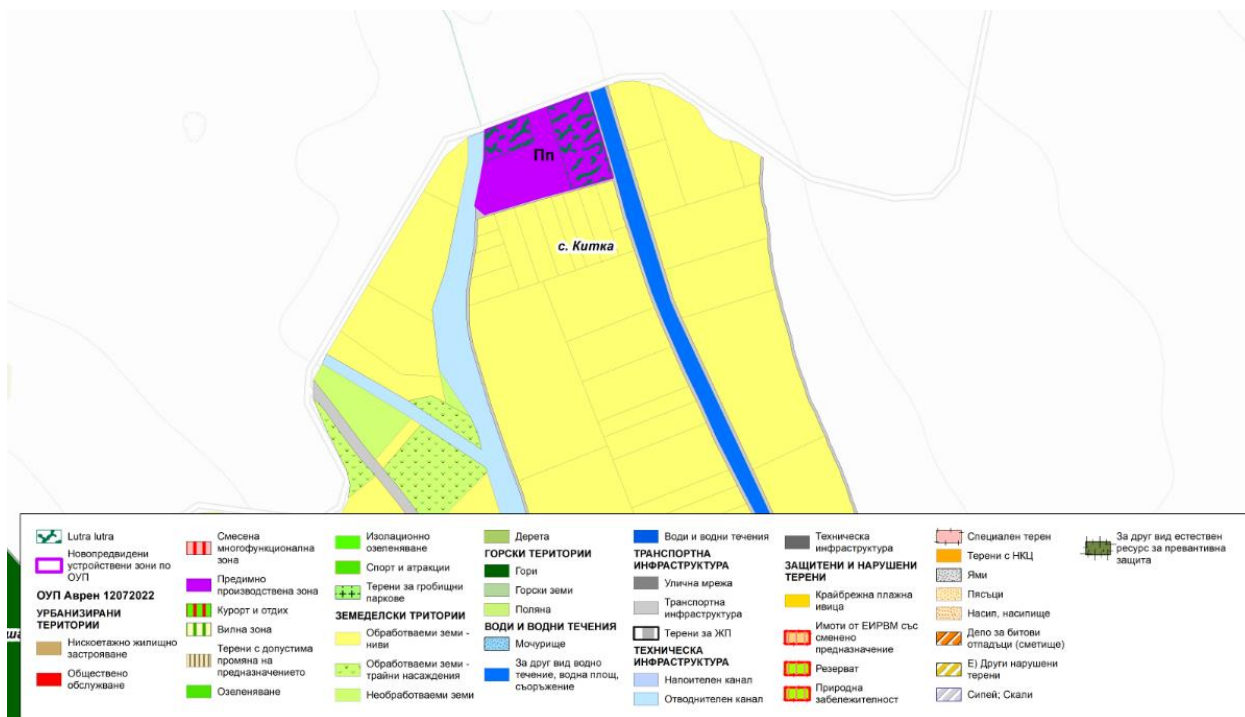 Пп
с. Китка
ша
Lutra lutra
Новопредвидени
устройствени зони по
ОУП
ОУП Аврен 12072022
УРБАНИЗИРАНИ
ТЕРИТОРИИ
Нискоетажно жилищно
застрояване
Обществено
обслужване
Смесена
многофункционална
зона
Предимно
производствена зона
Курорт и отдих
Вилна зона
Терени с допустима
промяна на
предназначението
Озеленяване
Изолационно
озеленяване
Спорт и атракции
Терени за гробищни
паркове
ЗЕМЕДЕЛСКИ ТРИТОРИИ
Обработваеми земи -
ниви
Обработваеми земи -
трайни насаждения
Необработваеми земи
Дерета
ГОРСКИ ТЕРИТОРИИ
Гори
Горски земи
Поляна
ВОДИ И ВОДНИ ТЕЧЕНИЯ
Мочурище
За друг вид водно
течение, водна площ,
съоръжение
Води и водни течения
ТРАНСПОРТНА
ИНФРАСТРУКТУРА
Улична мрежа
Транспортна
инфраструктура
Терени за ЖП
ТЕХНИЧЕСКА
ИНФРАСТРУКТУРА
Напоителен канал
Отводнителен канал
Техническа
инфраструктура
ЗАЩИТЕНИ И НАРУШЕНИ
ТЕРЕНИ
Крайбрежна плажна
ивица
Имоти от ЕИРВМ със
сменено
предназначение
Резерват
Природна
забележителност
Специален терен
Терени с НКЦ
Ями
Пясъци
Насип, насипище
Депо за битови
отпадъци (сметище)
Е) Други нарушени
терени
Сипей; Скали
За друг вид естествен
ресурс за превантивна
защита